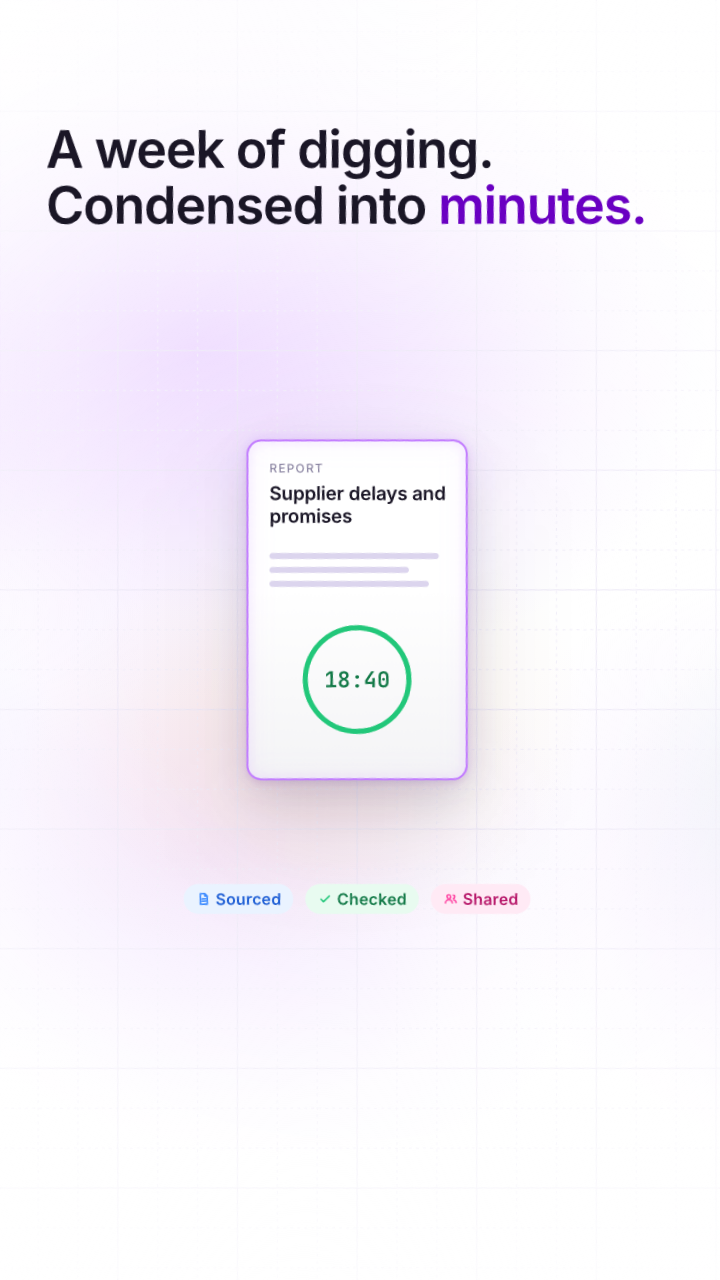 A week of digging.
Condensed into minutes.
REPORT
Supplier delays and
promises
18:40
Sourced
Checked
Shared